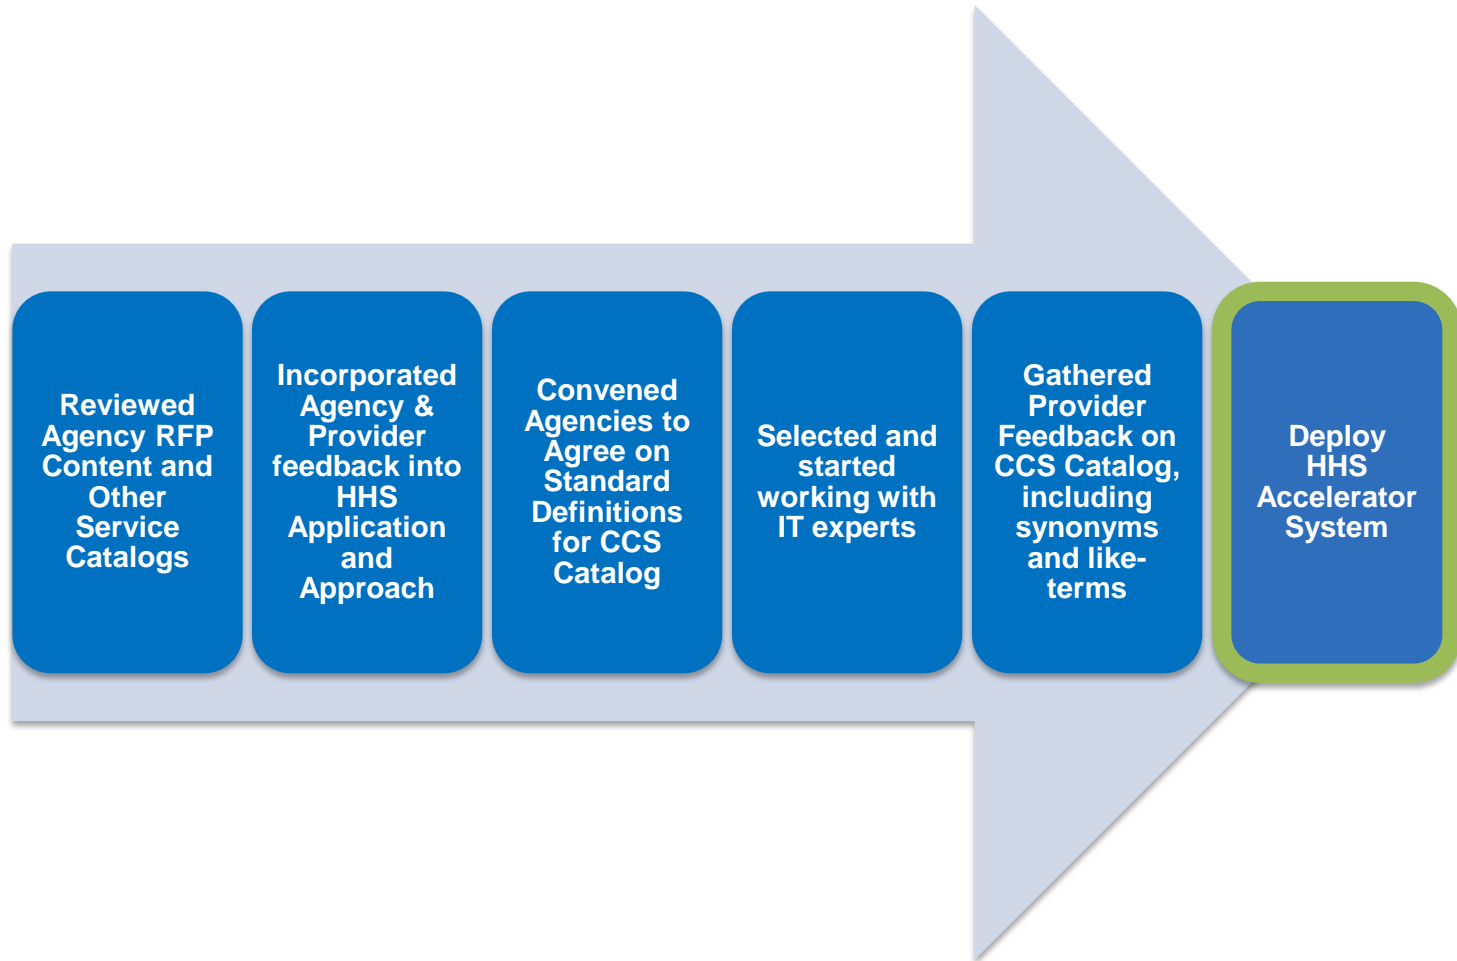 Reviewed
Agency RFP
Content and
Other
Service
Catalogs
Incorporated
Agency &
Provider
feedback into
HHS
Application
and
Approach
Convened
Agencies to
Agree on
Standard
Definitions
for CCS
Catalog
Selected and
started
working with
IT experts
Gathered
Provider
Feedback on
CCS Catalog,
including
synonyms
and like-
terms
Deploy
HHS
Accelerator
System